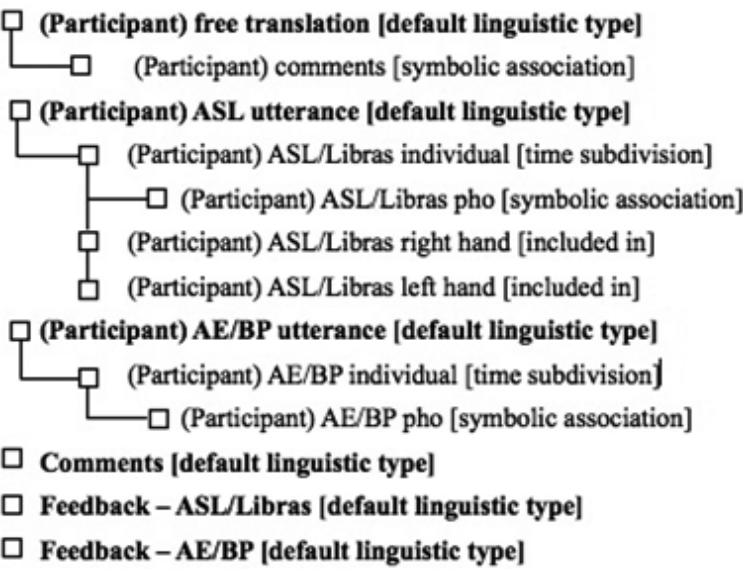 (Participant) free translation [default linguistic type]
(Participant) comments [symbolic association]
(Participant) ASL utterance [default linguistic type]
(Participant) ASL/Libras individual [time subdivision]
(Participant) ASL/Libras pho [symbolic association]
(Participant) ASL/Libras right hand [included in]
(Participant) ASL/Libras left hand [included in]
(Participant) AE/BP utterance [default linguistic type]
(Participant) AE/BP individual [time subdivision]
(Participant) AE/BP pho [symbolic association]
Comments [default linguistic type]
Feedback – ASL/Libras [default linguistic type]
Feedback – AE/BP [default linguistic type]